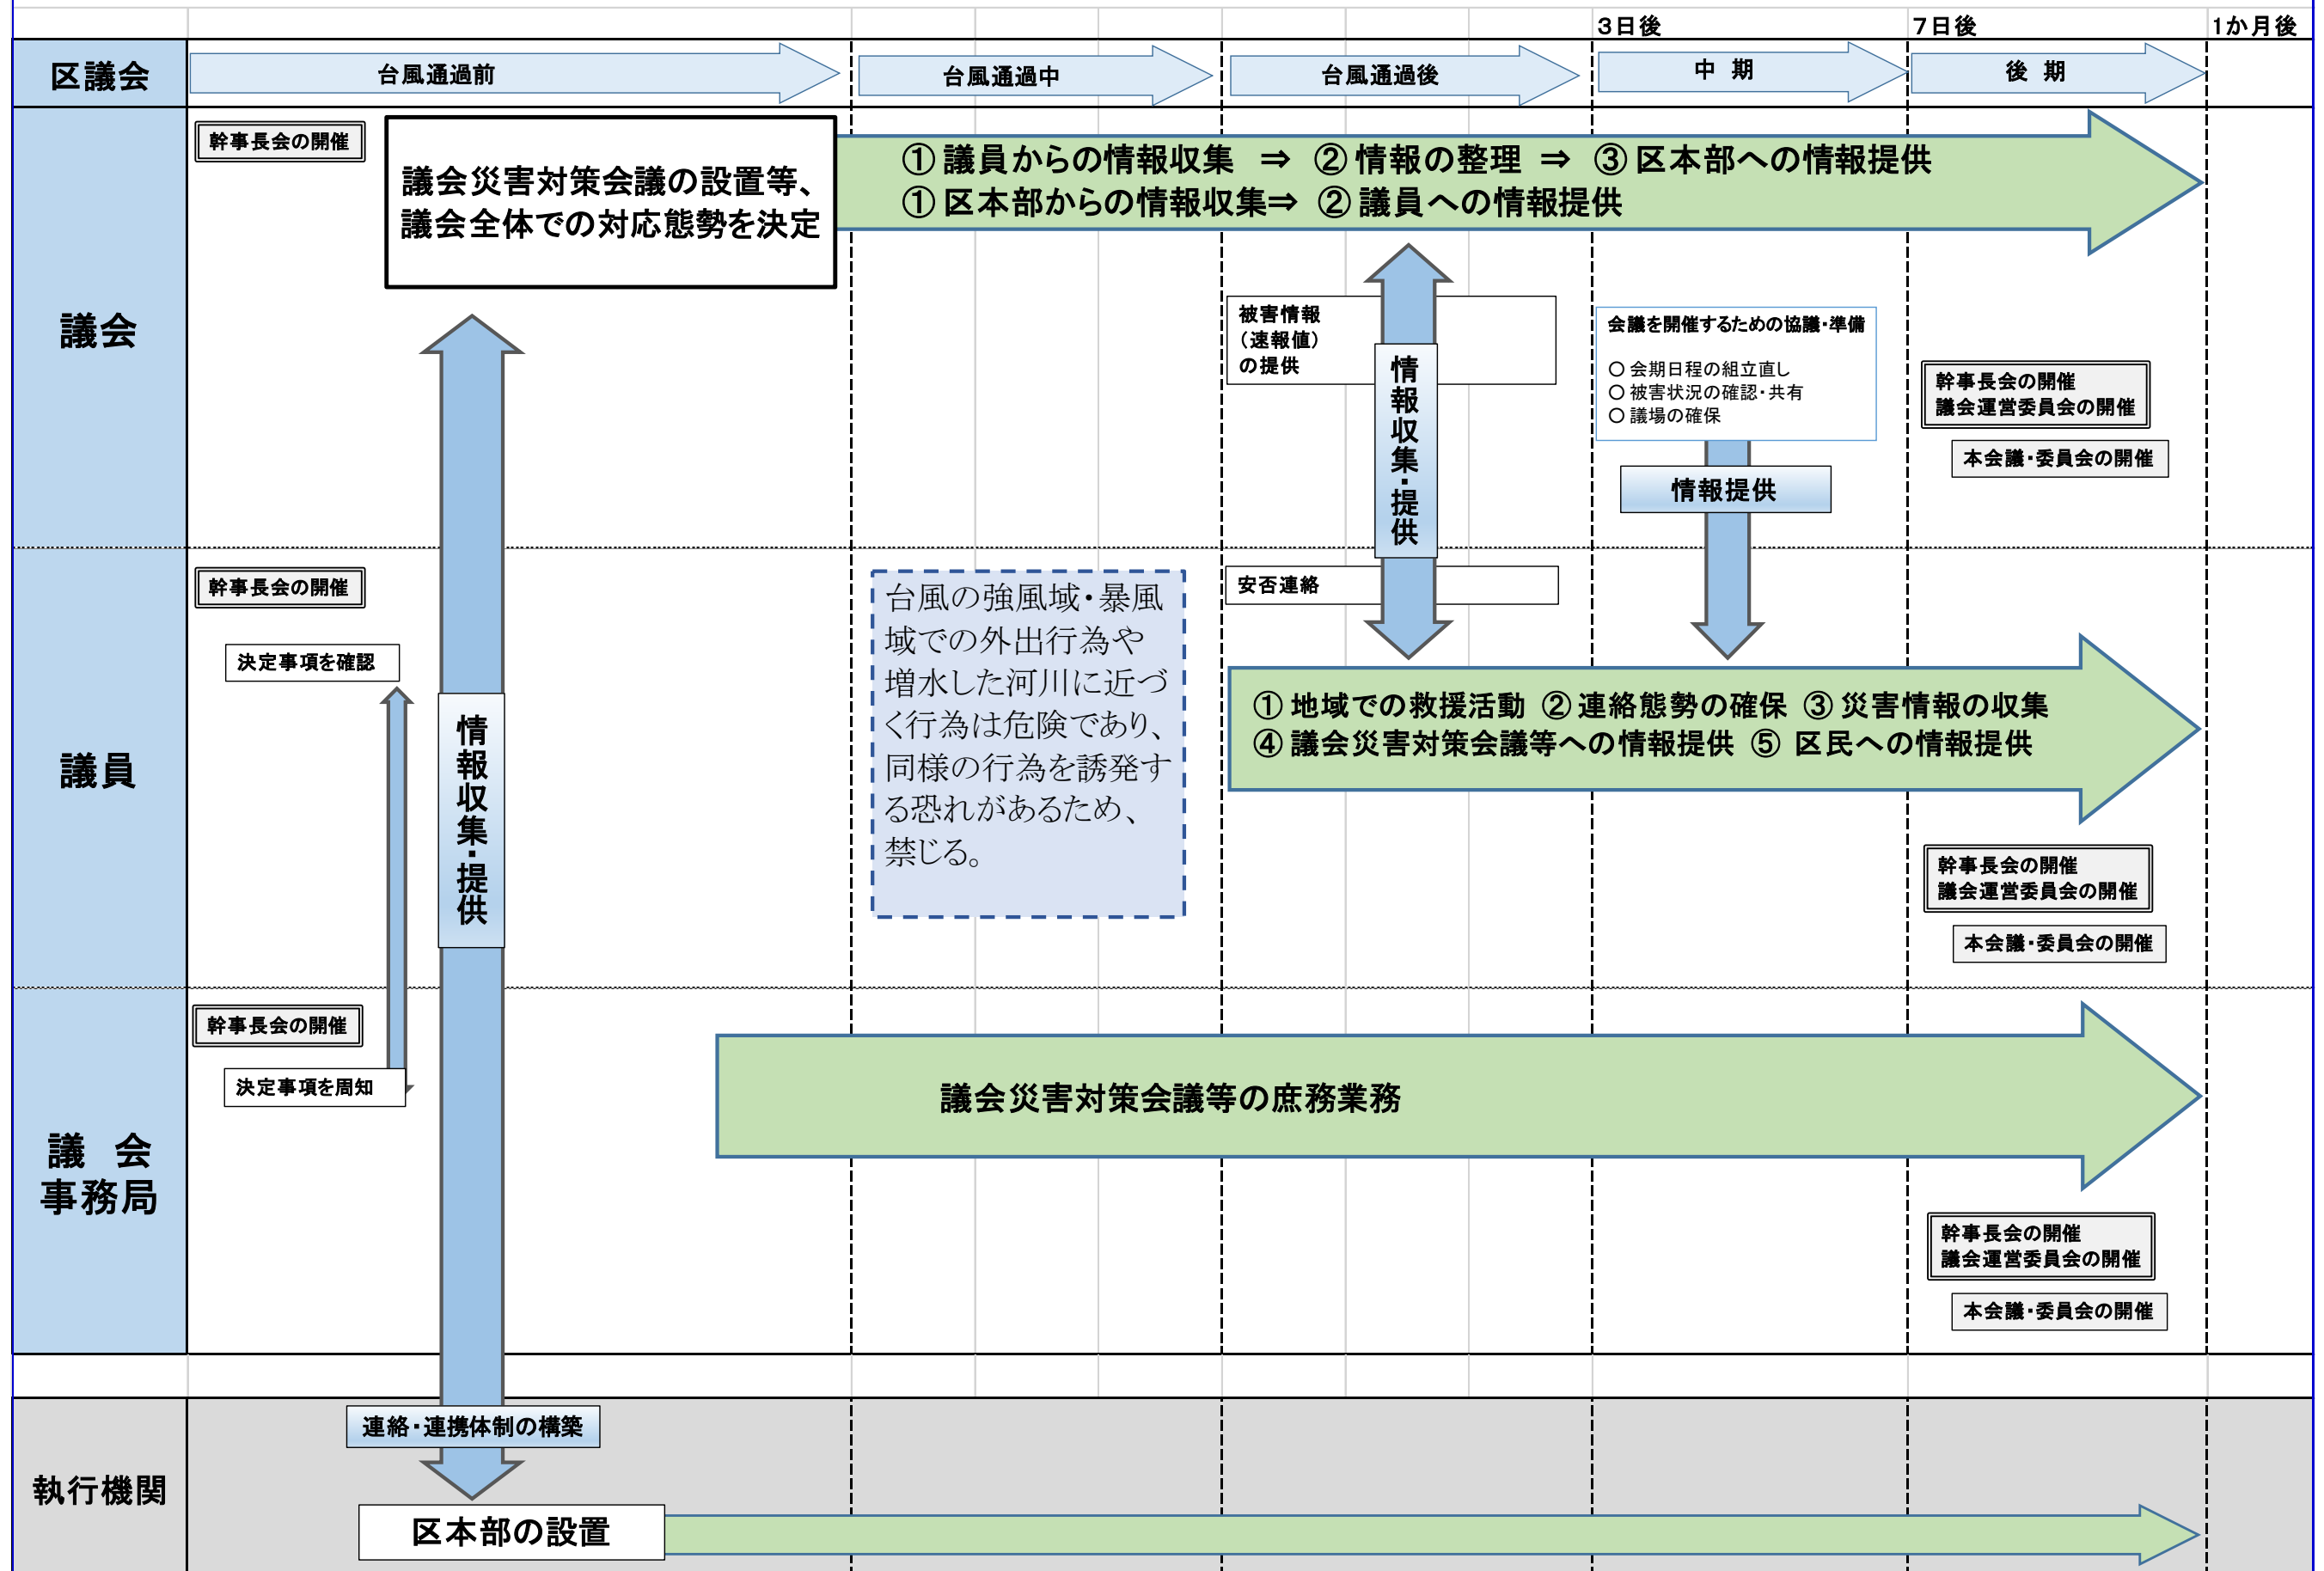 3日後
7日後
1か月後
区議会
台風通過前
台風通過中
台風通過後
中 期
後 期
議会
幹事長会の開催
議会災害対策会議の設置等、
議会全体での対応態勢を決定
① 議員からの情報収集 ⇒ ② 情報の整理 ⇒ ③ 区本部への情報提供
① 区本部からの情報収集⇒ ② 議員への情報提供
被害情報
（速報値）
の提供
情報収集・提供
会議を開催するための協議・準備
○ 会期日程の組立直し
○ 被害状況の確認・共有
○ 議場の確保
情報提供
幹事長会の開催
議会運営委員会の開催
本会議・委員会の開催
議員
幹事長会の開催
決定事項を確認
情報収集・提供
台風の強風域・暴風
域での外出行為や
増水した河川に近づ
く行為は危険であり、
同様の行為を誘発す
る恐れがあるため、
禁じる。
安否連絡
① 地域での救援活動 ② 連絡態勢の確保 ③ 災害情報の収集
④ 議会災害対策会議等への情報提供 ⑤ 区民への情報提供
幹事長会の開催
議会運営委員会の開催
本会議・委員会の開催
議 会
事務局
幹事長会の開催
決定事項を周知
議会災害対策会議等の庶務業務
幹事長会の開催
議会運営委員会の開催
本会議・委員会の開催
執行機関
連絡・連携体制の構築
区本部の設置